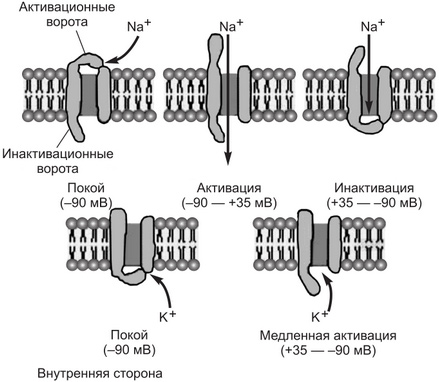 Активационные
ворота
Na⁺
Na⁺
Na⁺
Инактивационные
ворота
Покой
(–90 мВ)
Активация
(–90 — +35 мВ)
Инактивация
(+35 — –90 мВ)
K⁺
K⁺
Покой
(–90 мВ)
Медленная активация
(+35 — –90 мВ)
Внутренняя сторона